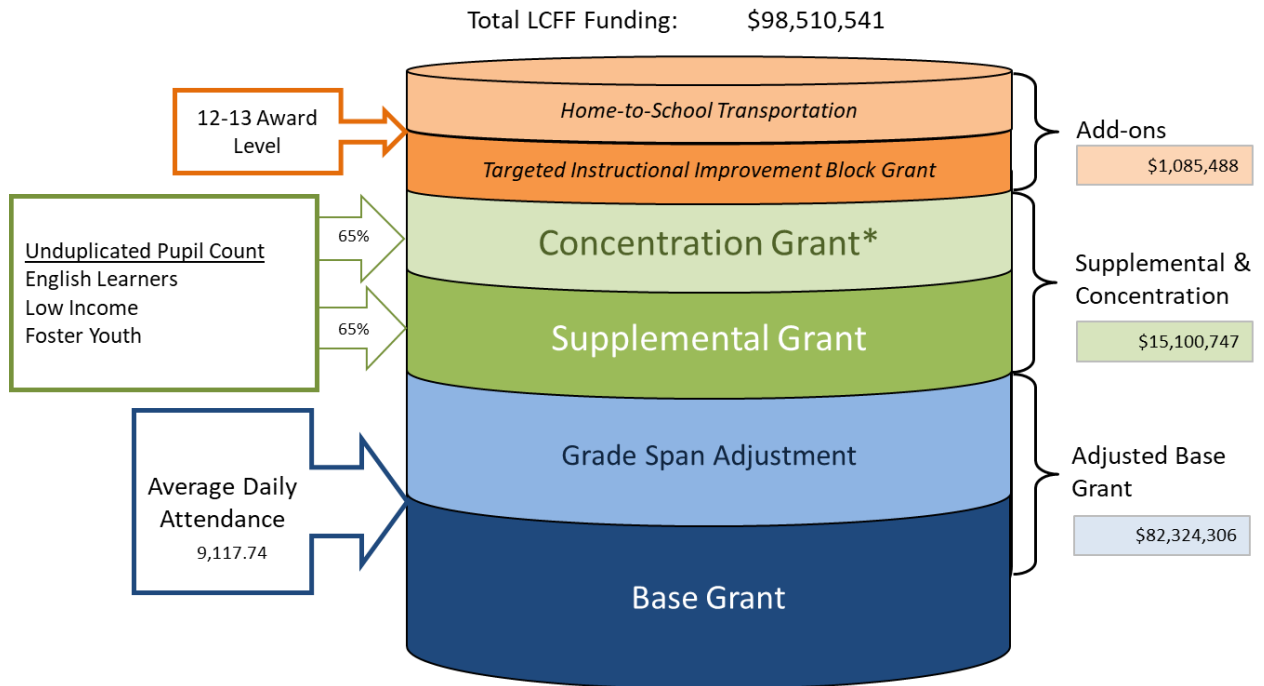 Total LCFF Funding: $98,510,541
Home-to-School Transportation
Targeted Instructional Improvement Block Grant
Concentration Grant*
Supplemental Grant
Grade Span Adjustment
Base Grant
12-13 Award
Level
Unduplicated Pupil Count
English Learners
Low Income
Foster Youth
65%
65%
Average Daily
Attendance
9,117.74
Add-ons
$1,085,488
Supplemental &
Concentration
$15,100,747
Adjusted Base
Grant
$82,324,306